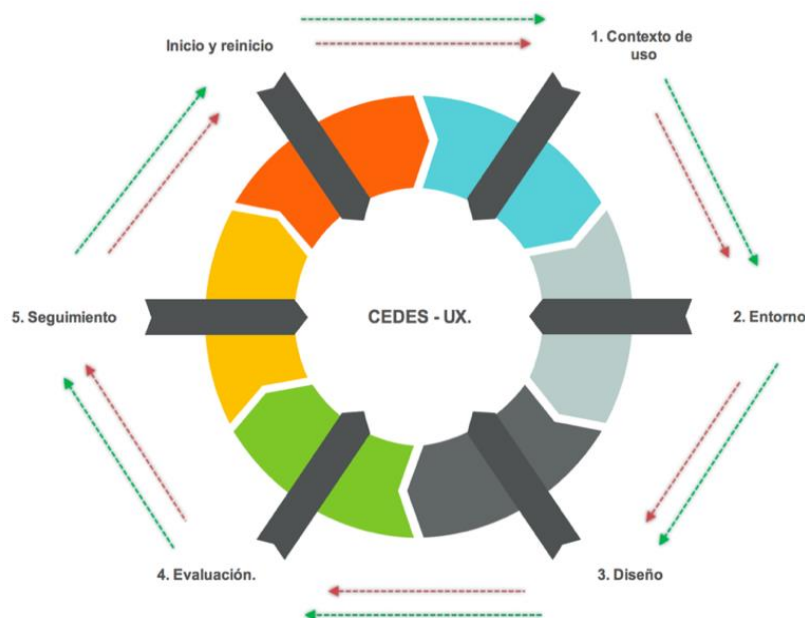 Inicio y reinicio
1. Contexto de
uso
5. Seguimiento
CEDES - UX.
2. Entorno
4. Evaluación.
3. Diseño